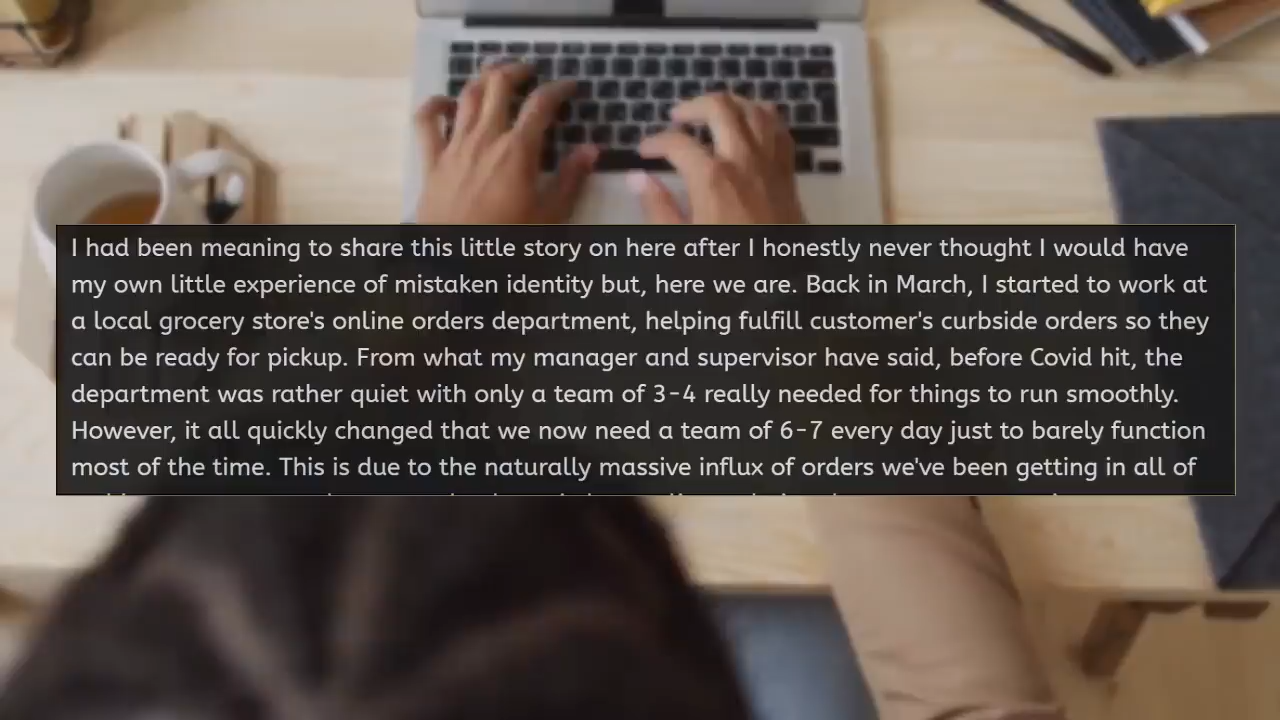 I had been meaning to share this little story on here after I honestly never thought I would have
my own little experience of mistaken identity but, here we are. Back in March, I started to work at
a local grocery store's online orders department, helping fulfill customer's curbside orders so they
can be ready for pickup. From what my manager and supervisor have said, before Covid hit, the
department was rather quiet with only a team of 3-4 really needed for things to run smoothly.
However, it all quickly changed that we now need a team of 6-7 every day just to barely function
most of the time. This is due to the naturally massive influx of orders we've been getting in all of